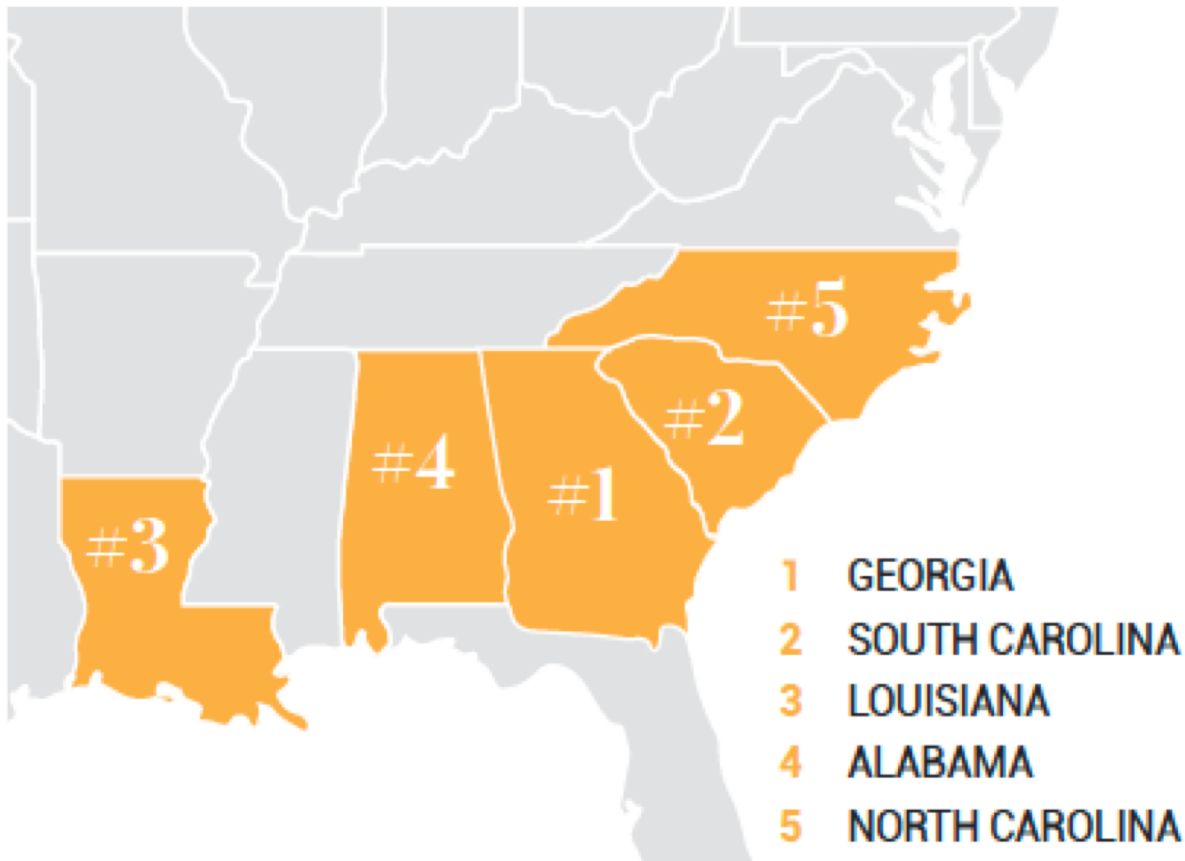 #5
#2
#4
#1
#3
1 GEORGIA
2 SOUTH CAROLINA
3 LOUISIANA
4 ALABAMA
5 NORTH CAROLINA